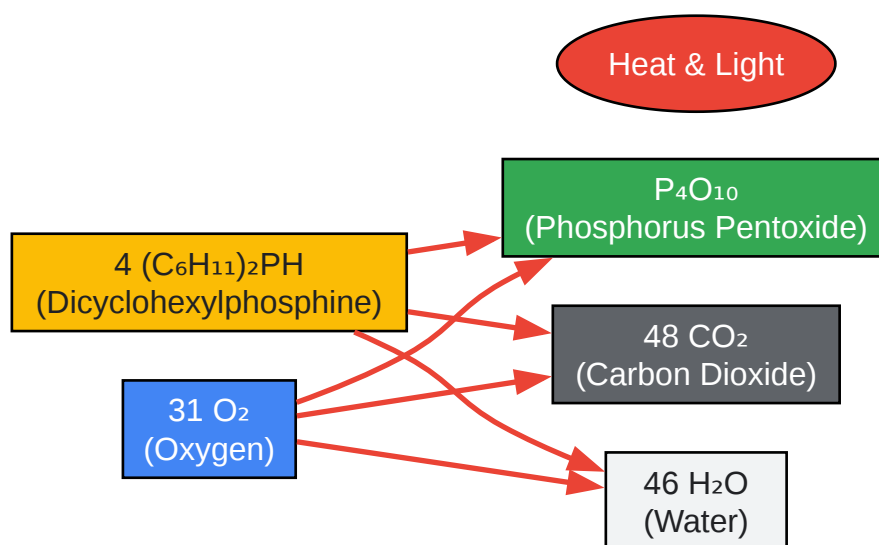 Heat & Light
P₄O₁₀
(Phosphorus Pentoxide)
4 (C₆H₁₁)₂PH
(Dicyclohexylphosphine)
48 CO₂
(Carbon Dioxide)
31 O₂
(Oxygen)
46 H₂O
(Water)